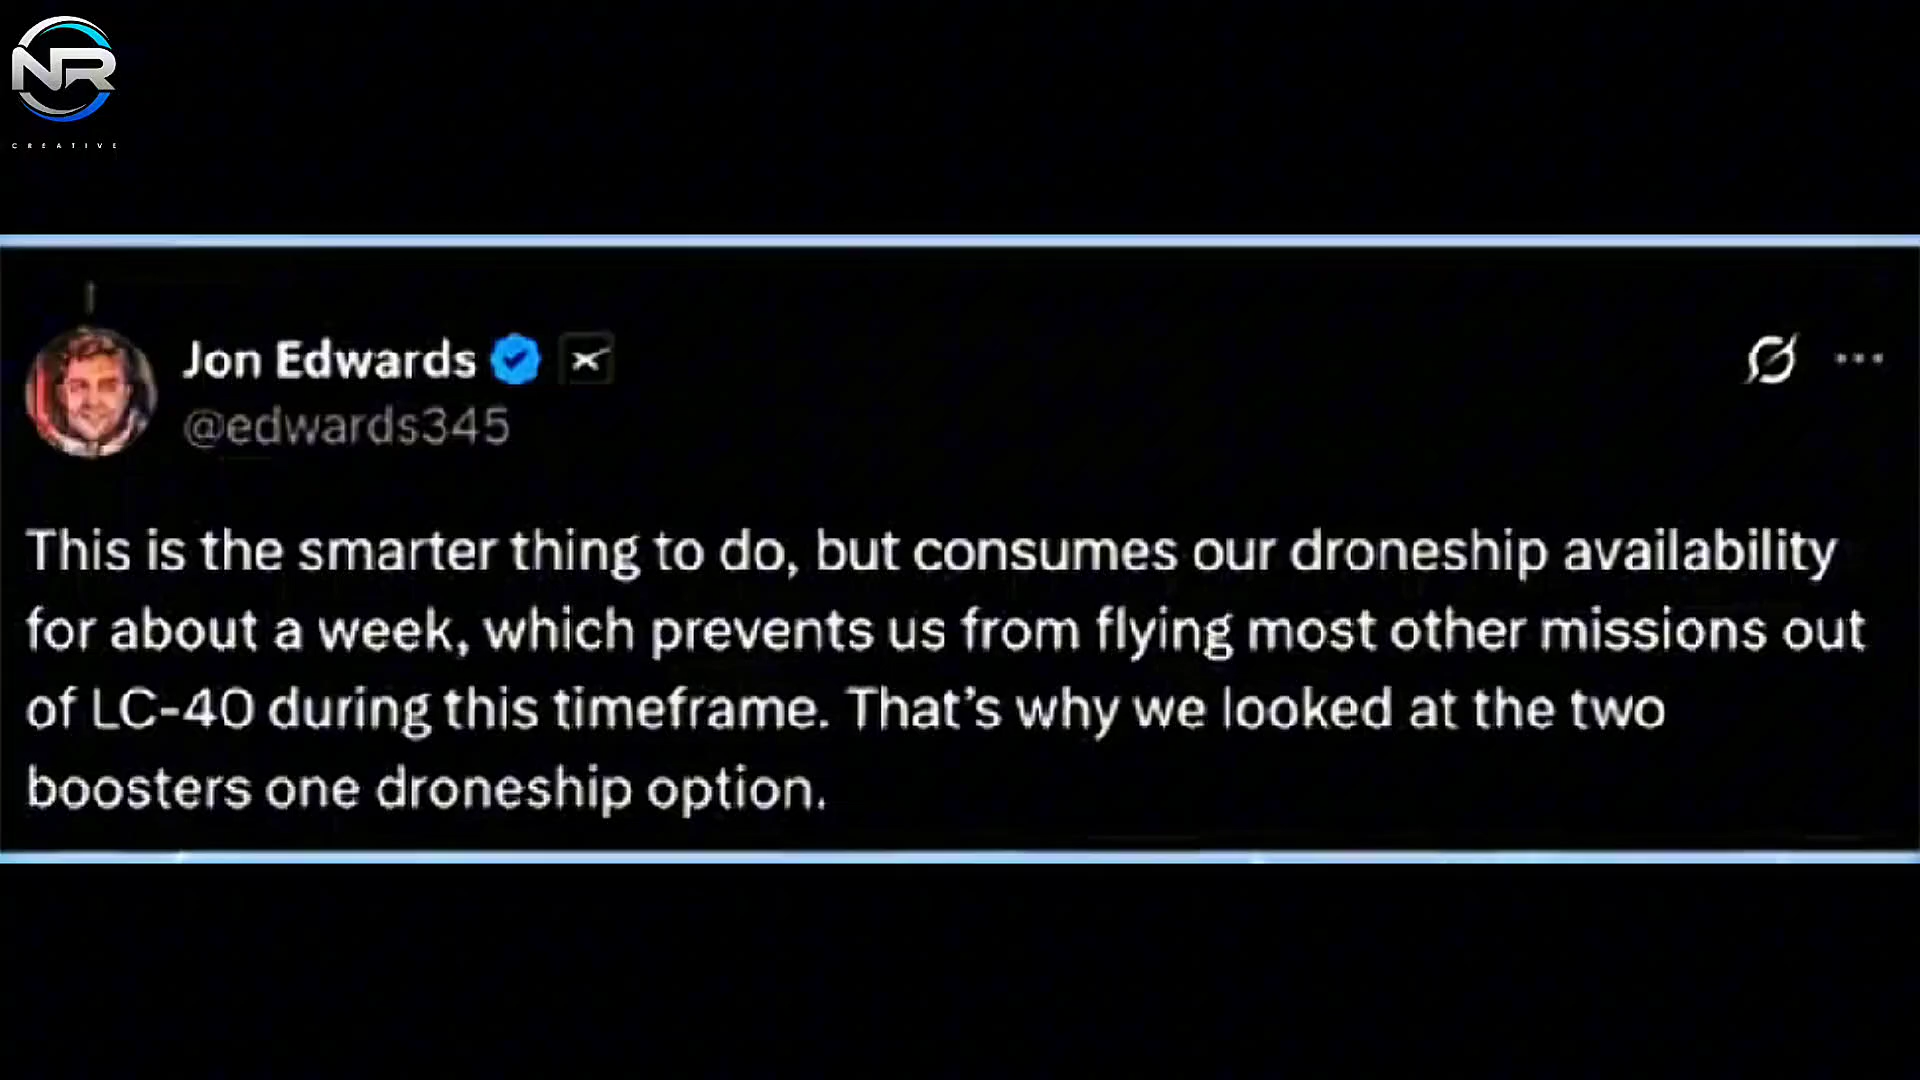 NR
CREATIVE
Jon Edwards
@edwards345
This is the smarter thing to do, but consumes our droneship availability
for about a week, which prevents us from flying most other missions out
of LC-40 during this timeframe. That’s why we looked at the two
boosters one droneship option.